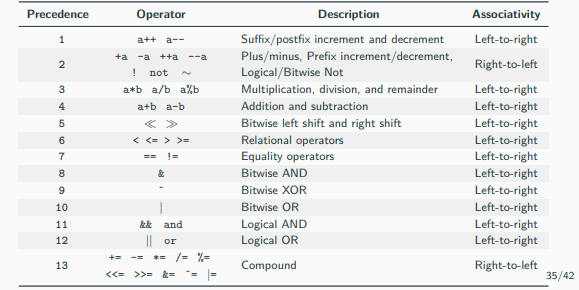 Precedence Operator Description Associativity
1 a++ a-- Suffix/postfix increment and decrement Left-to-right
2 +a -a ++a --a Plus/minus, Prefix increment/decrement, Right-to-left
! not ∼ Logical/Bitwise Not
3 a*b a/b a%b Multiplication, division, and remainder Left-to-right
4 a+b a-b Addition and subtraction Left-to-right
5 ≪ ≫ Bitwise left shift and right shift Left-to-right
6 < <= > >= Relational operators Left-to-right
7 == != Equality operators Left-to-right
8 & Bitwise AND Left-to-right
9 ^ Bitwise XOR Left-to-right
10 | Bitwise OR Left-to-right
11 && and Logical AND Left-to-right
12 || or Logical OR Left-to-right
13 += -= *= /= %= Compound Right-to-left
<<= >>= &= ^= |=
35/42